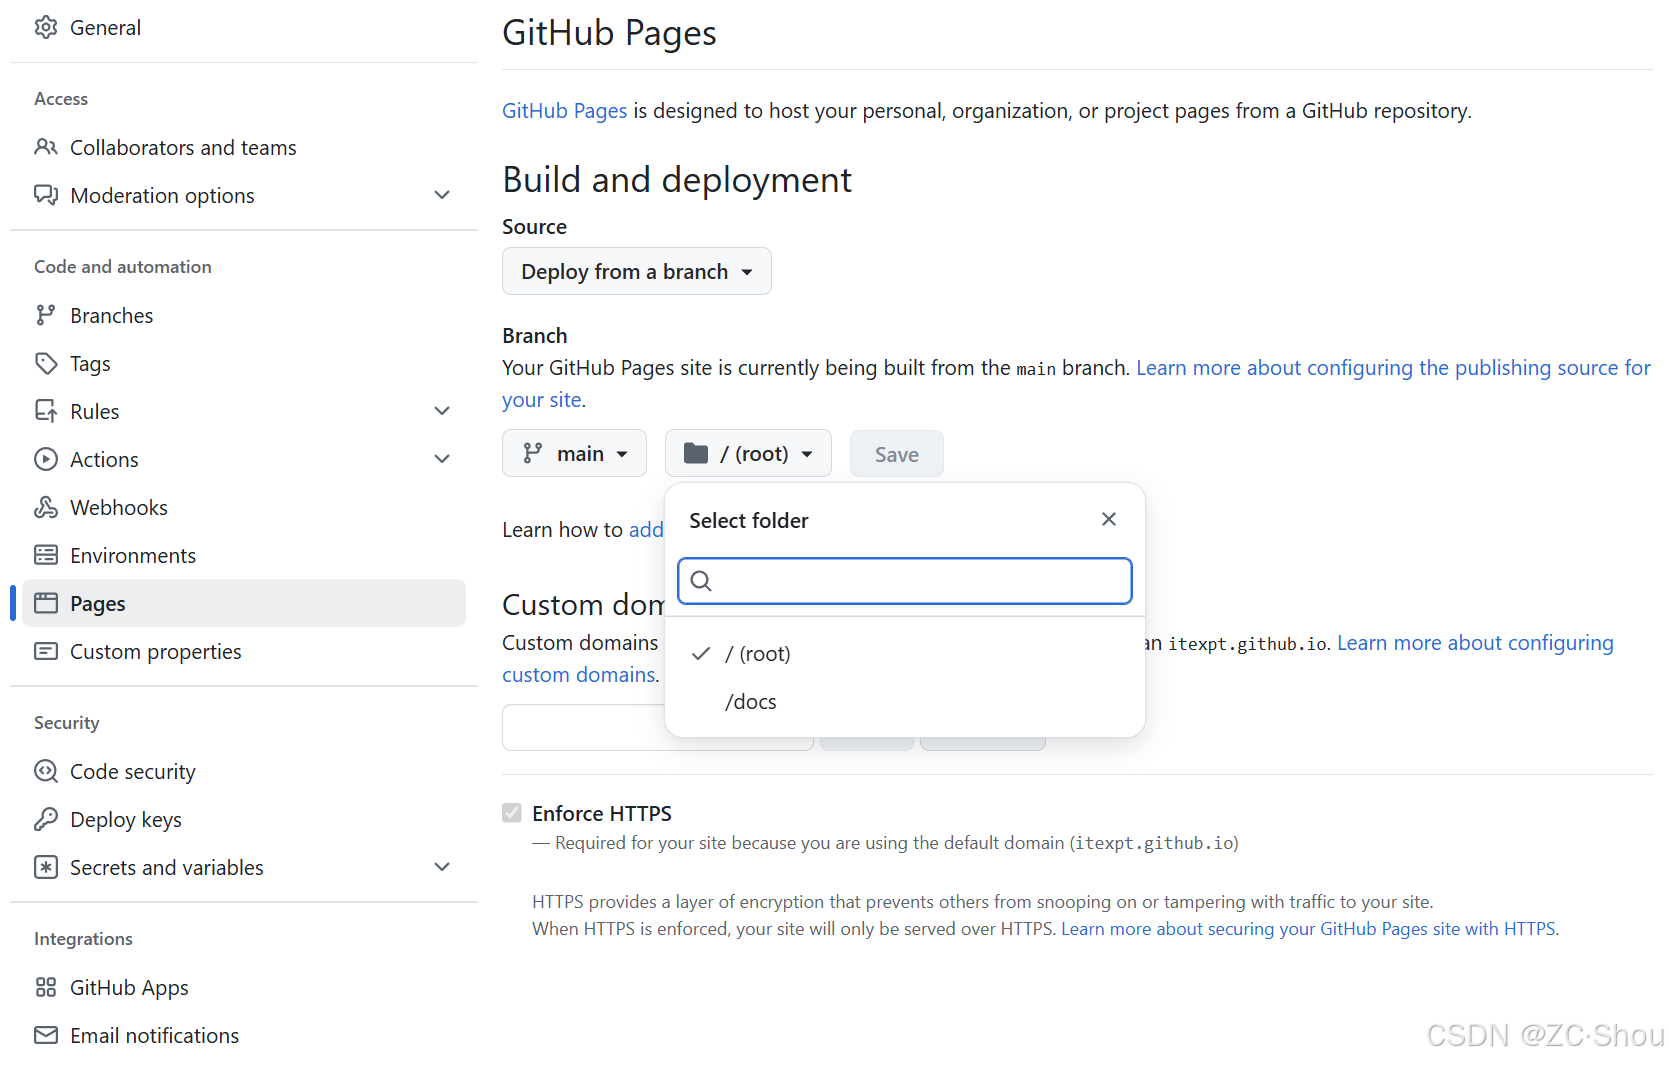 General
Access
Collaborators and teams
Moderation options
Code and automation
Branches
Tags
Rules
Actions
Webhooks
Environments
Pages
Custom properties
Security
Code security
Deploy keys
Secrets and variables
Integrations
GitHub Apps
Email notifications
GitHub Pages
GitHub Pages is designed to host your personal, organization, or project pages from a GitHub repository.
Build and deployment
Source
Deploy from a branch
Branch
Your GitHub Pages site is currently being built from the main branch. Learn more about configuring the publishing source for
your site.
main / (root) Save
Select folder
/ (root)
/docs
Learn how to add
Custom dom
Custom domains an itexpt.github.io. Learn more about configuring
custom domains.
Enforce HTTPS
— Required for your site because you are using the default domain (itexpt.github.io)
HTTPS provides a layer of encryption that prevents others from snooping on or tampering with traffic to your site.
When HTTPS is enforced, your site will only be served over HTTPS. Learn more about securing your GitHub Pages site with HTTPS.
CSDN @ZC·Shou